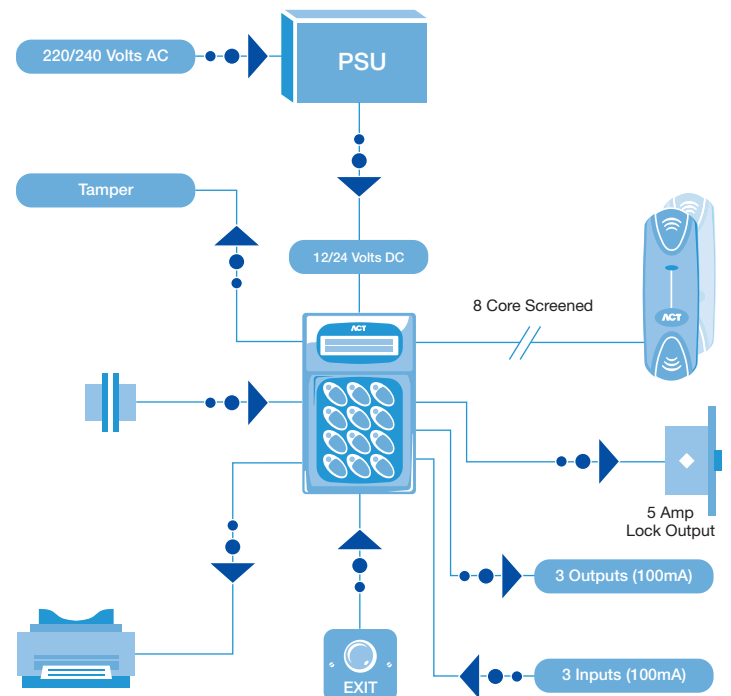 220/240 Volts AC
PSU
Tamper
12/24 Volts DC
8 Core Screened
ACT
ACT
5 Amp
Lock Output
3 Outputs (100mA)
EXIT
3 Inputs (100mA)